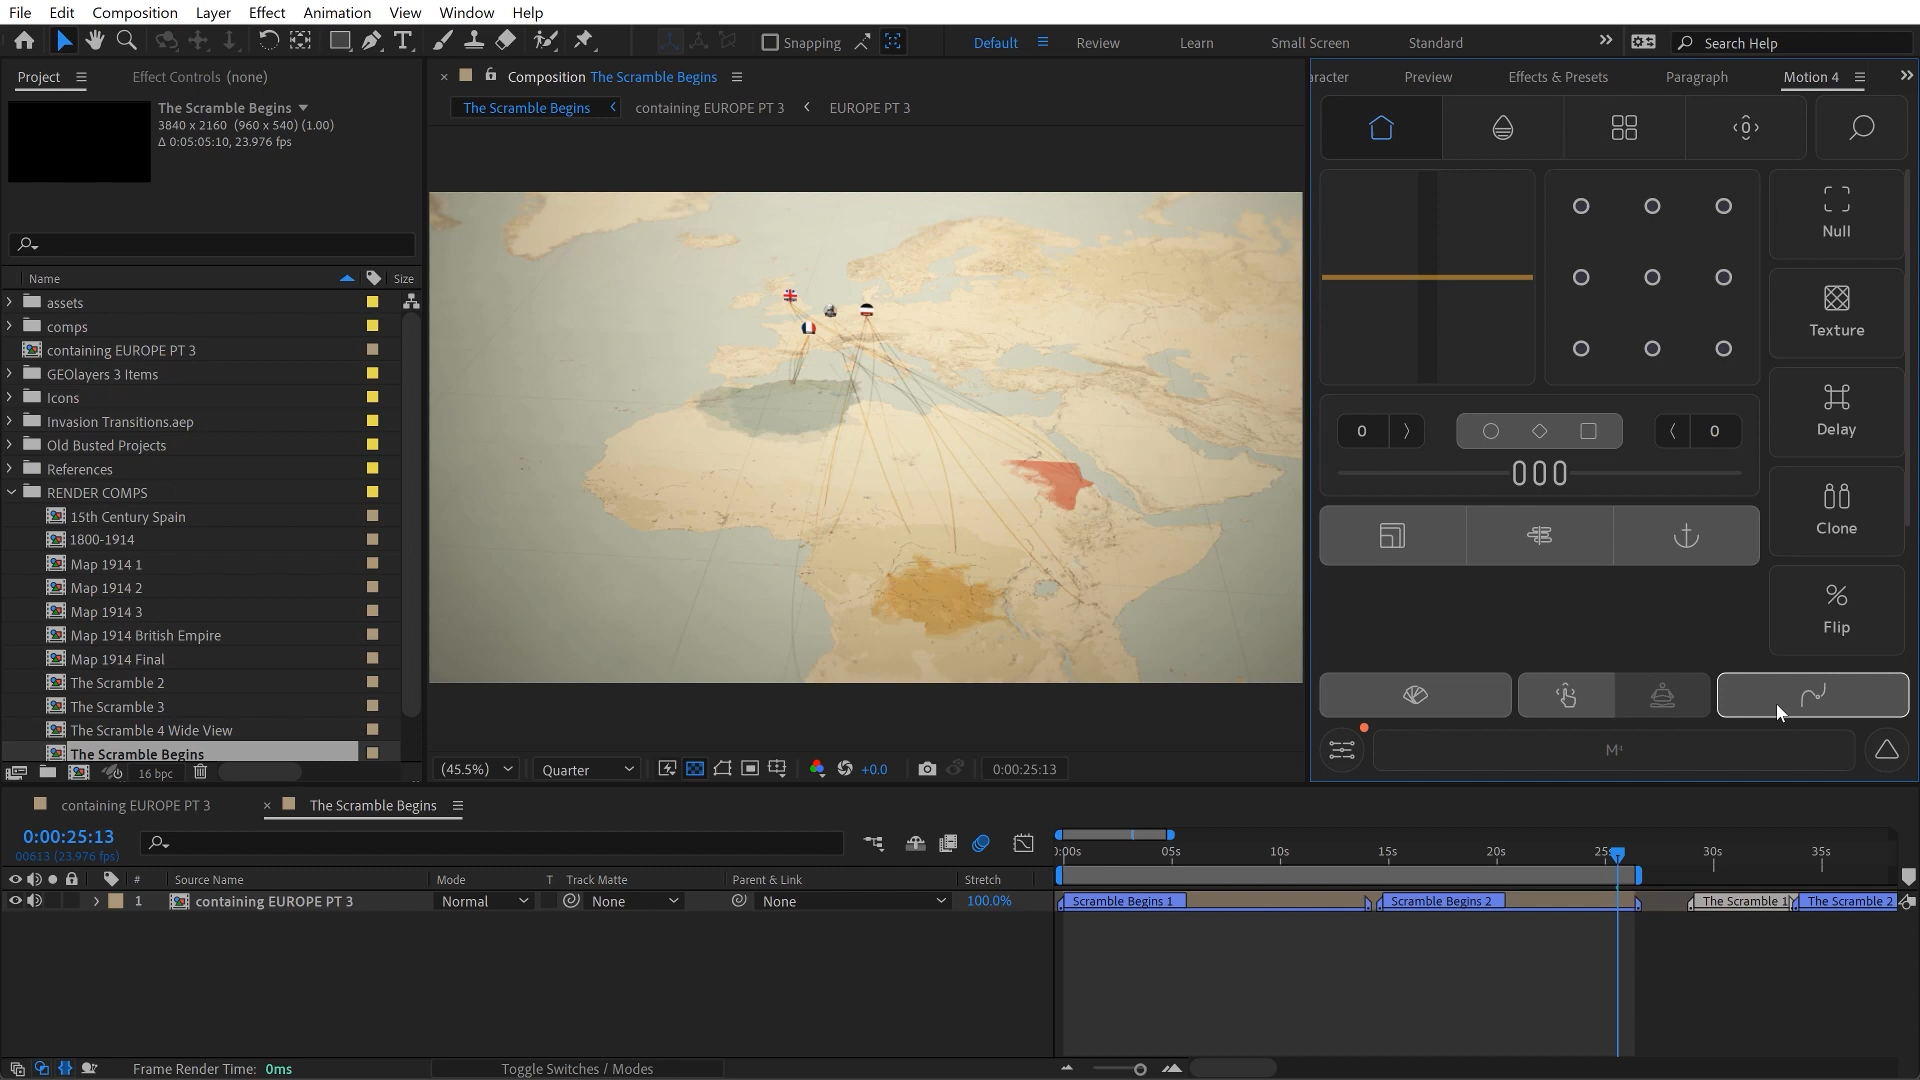 File Edit Composition Layer Effect Animation View Window Help
Snapping
Default Review Learn Small Screen Standard
Search Help
Project
Effect Controls (none)
The Scramble Begins
3840 x 2160 (960 x 540) (1.00)
Δ 0:05:05:10, 23.976 fps
Name Size
assets
comps
containing EUROPE PT 3
GEOlayers 3 Items
Icons
Invasion Transitions.aep
Old Busted Projects
References
RENDER COMPS
15th Century Spain
1800-1914
Map 1914 1
Map 1914 2
Map 1914 3
Map 1914 British Empire
Map 1914 Final
The Scramble 2
The Scramble 3
The Scramble 4 Wide View
The Scramble Begins
16 bpc
Composition The Scramble Begins
The Scramble Begins containing EUROPE PT 3 EUROPE PT 3
(45.5%) Quarter +0.0 0:00:25:13
aracter Preview Effects & Presets Paragraph Motion 4
Null
Texture
Delay
Clone
% Flip
0 0
M4
containing EUROPE PT 3
The Scramble Begins
0:00:25:13
00613 (23.976 fps)
# Source Name Mode T Track Matte Parent & Link Stretch
1 containing EUROPE PT 3 Normal None None 100.0%
):00s 05s 10s 15s 20s 25s 30s 35s
Scramble Begins 1 Scramble Begins 2 The Scramble 1 The Scramble 2
Frame Render Time: 0ms
Toggle Switches / Modes